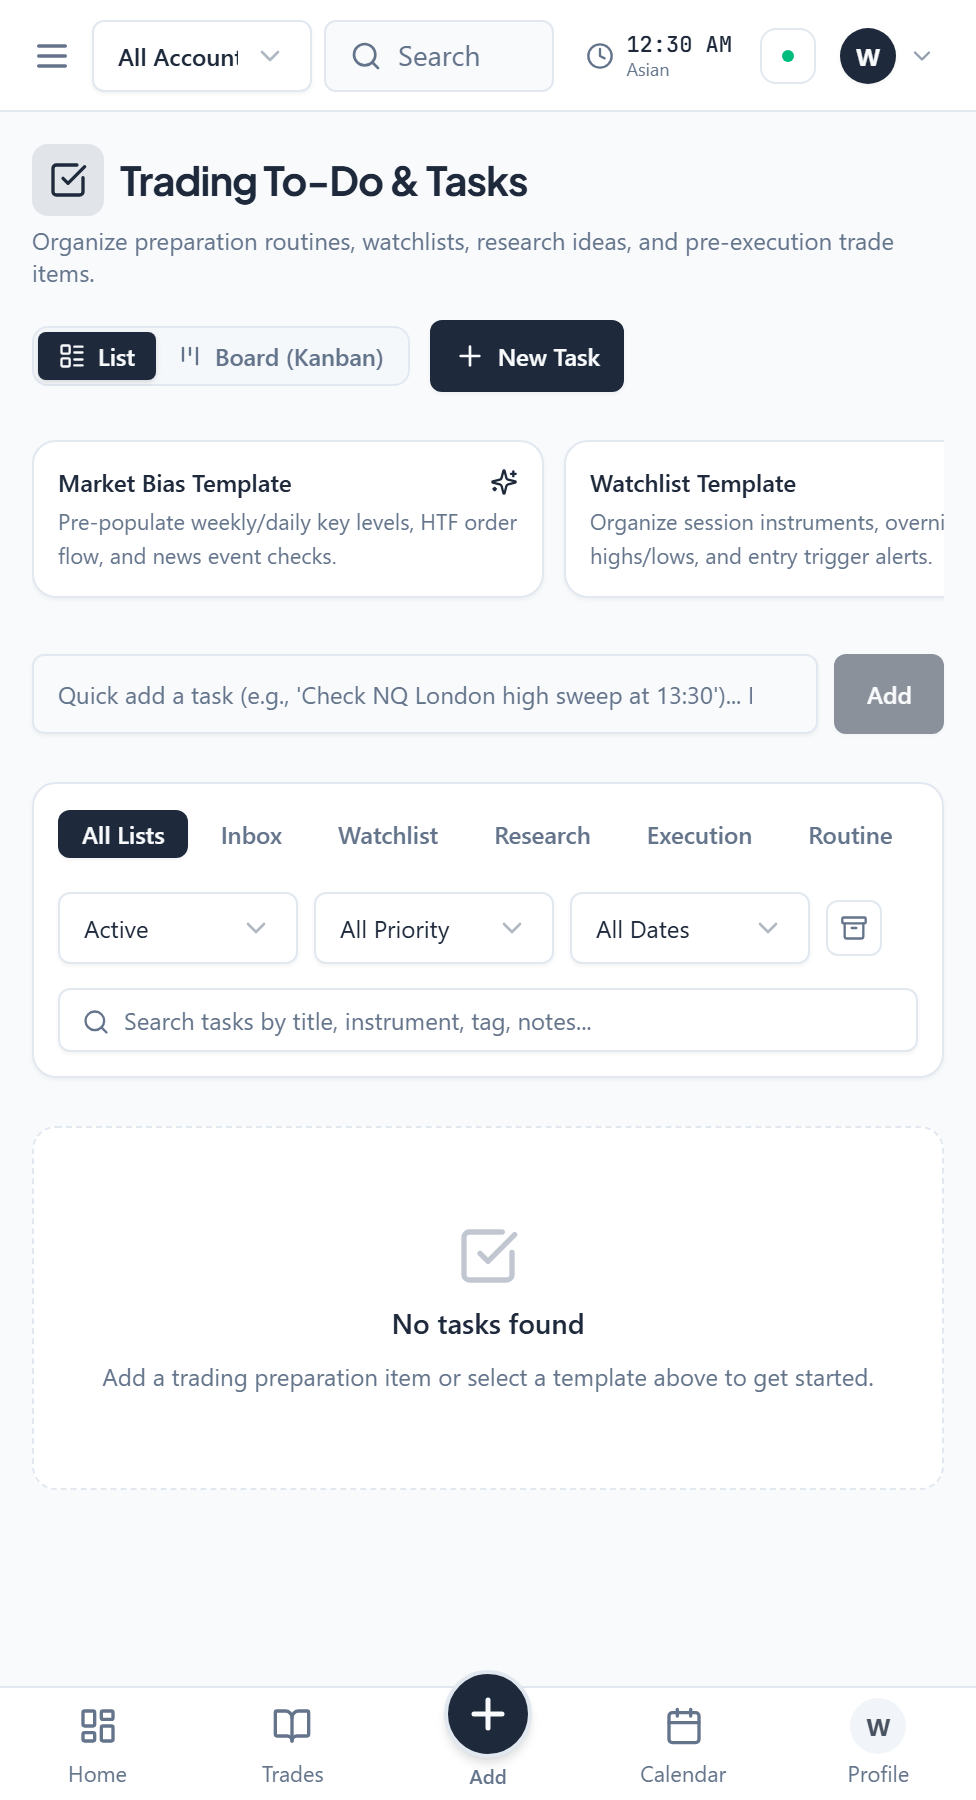 All Account
Search
12:30 AM
Asian
W
Trading To-Do & Tasks
Organize preparation routines, watchlists, research ideas, and pre-execution trade
items.
List
Board (Kanban)
New Task
Market Bias Template
Pre-populate weekly/daily key levels, HTF order
flow, and news event checks.
Watchlist Template
Organize session instruments, overni
highs/lows, and entry trigger alerts.
Quick add a task (e.g., 'Check NQ London high sweep at 13:30')...
Add
All Lists
Inbox
Watchlist
Research
Execution
Routine
Active
All Priority
All Dates
Search tasks by title, instrument, tag, notes...
No tasks found
Add a trading preparation item or select a template above to get started.
Home
Trades
Add
Calendar
W
Profile